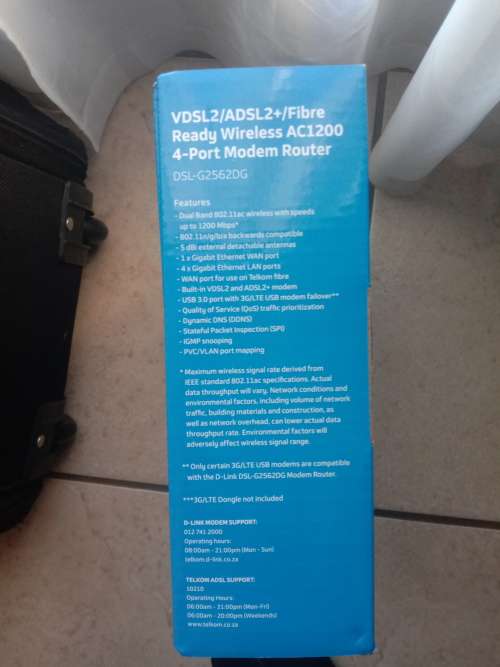 VDSL2/ADSL2+/Fibre
Ready Wireless AC1200
4-Port Modem Router
DSL-G2562DG
Features
- Dual Band 802.11ac wireless with speeds
up to 1200 Mbps*
- 802.11n/g/b/a backwards compatible
- 5 dBi external detachable antennas
- 1 x Gigabit Ethernet WAN port
- 4 x Gigabit Ethernet LAN ports
- WAN port for use on Telkom fibre
- Built-in VDSL2 and ADSL2+ modem
- USB 3.0 port with 3G/LTE USB modem failover**
- Quality of Service (QoS) traffic prioritization
- Dynamic DNS (DDNS)
- Stateful Packet Inspection (SPI)
- IGMP snooping
- PVC/VLAN port mapping
* Maximum wireless signal rate derived from
IEEE standard 802.11ac specifications. Actual
data throughput will vary. Network conditions and
environmental factors, including volume of network
traffic, building materials and construction, as
well as network overhead, can lower actual data
throughput rate. Environmental factors will
adversely affect wireless signal range.
** Only certain 3G/LTE USB modems are compatible
with the D-Link DSL-G2562DG Modem Router.
***3G/LTE Dongle not included
D-LINK MODEM SUPPORT:
012 741 2000
Operating hours:
08:00am - 21:00pm (Mon - Sun)
telkom.d-link.co.za
TELKOM ADSL SUPPORT:
10210
Operating Hours:
06:00am - 21:00pm (Mon-Fri)
06:00am - 20:00pm (Weekends)
www.telkom.co.za